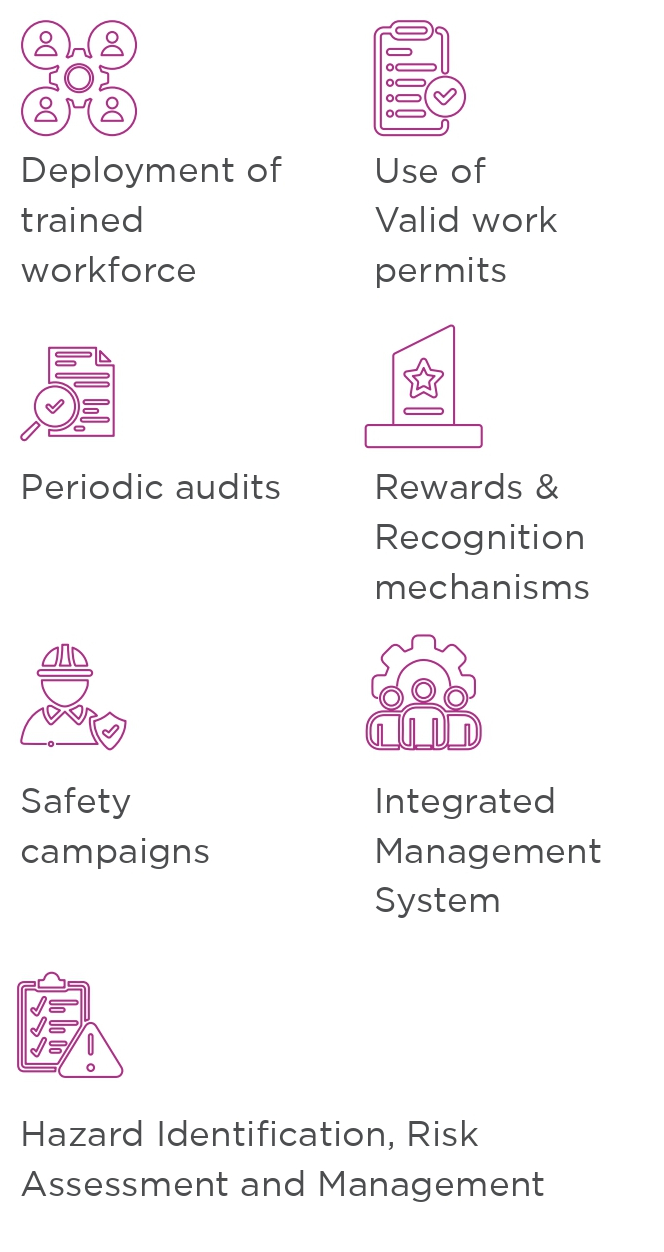 Deployment of
trained
workforce
Use of
Valid work
permits
Periodic audits
Rewards &
Recognition
mechanisms
Safety
campaigns
Integrated
Management
System
Hazard Identification, Risk
Assessment and Management